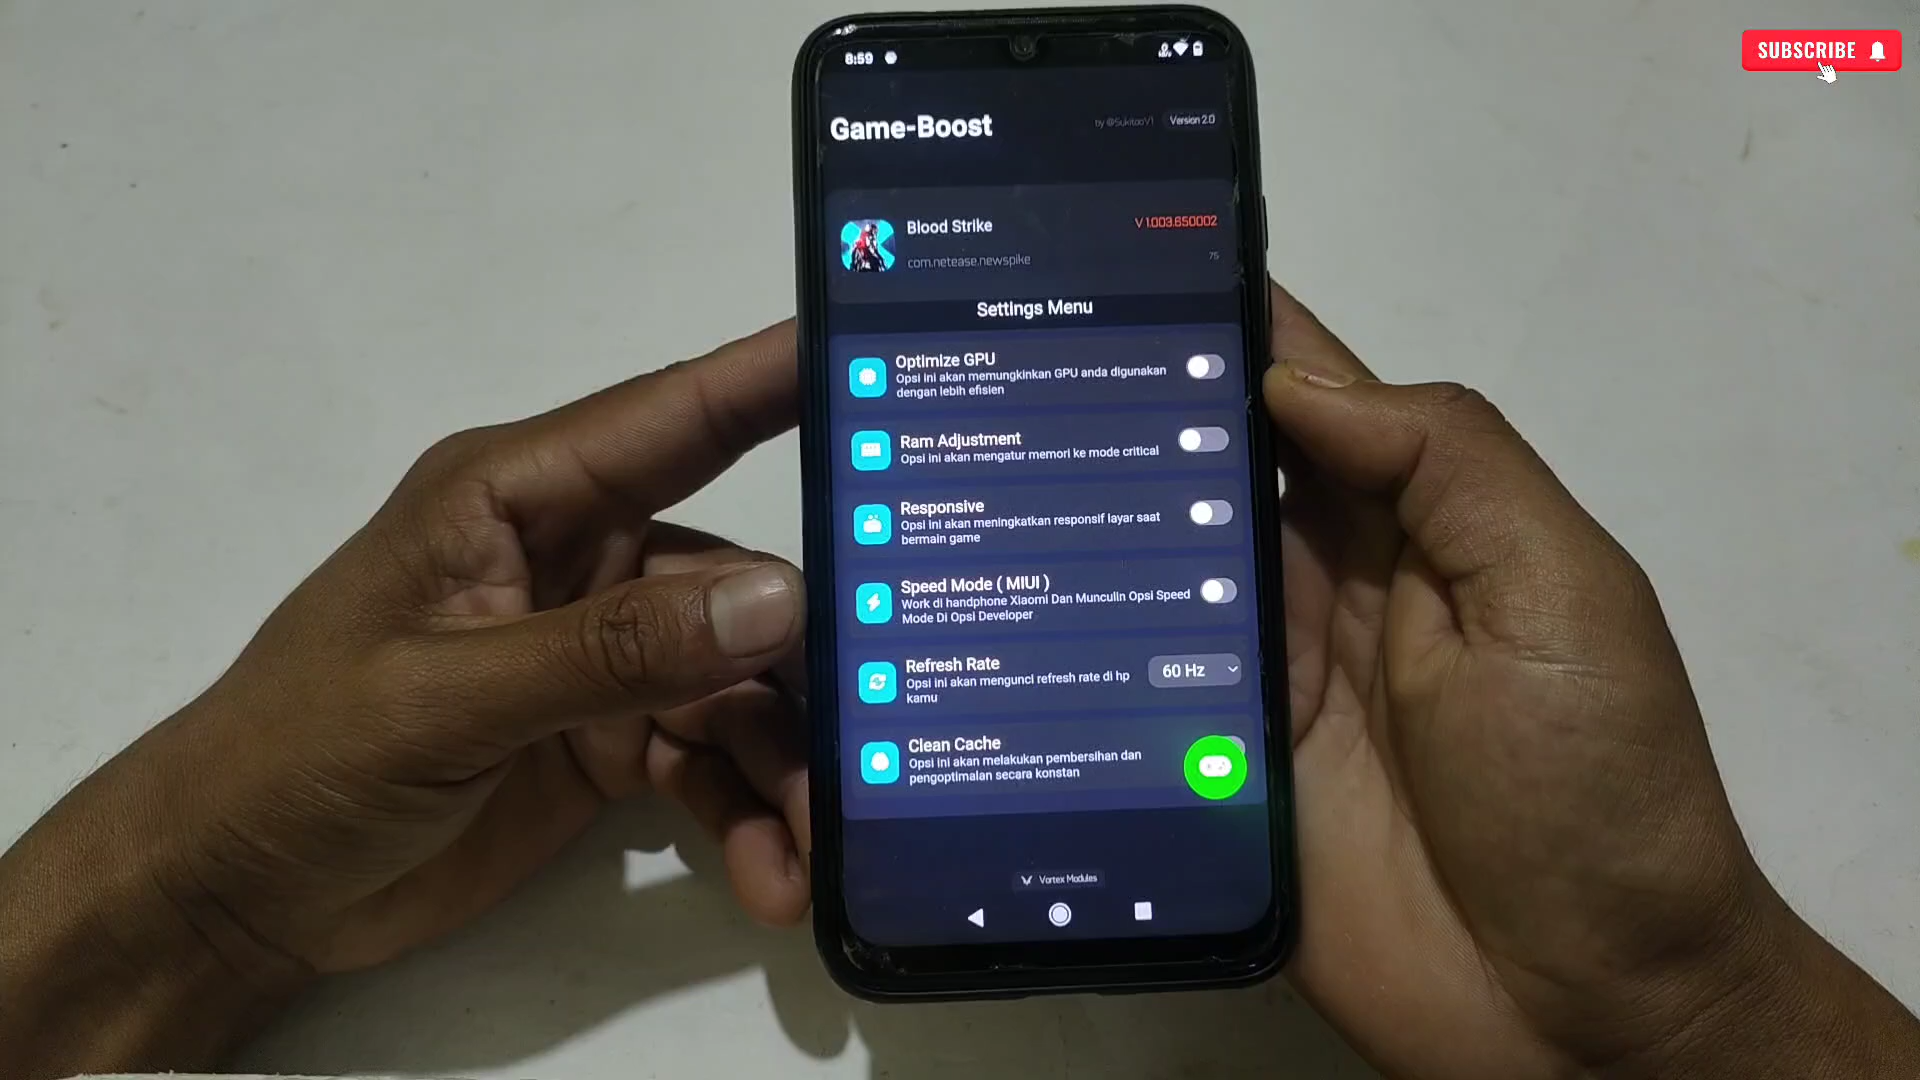 SUBSCRIBE
8:59
Game-Boost
by @SukitooV1
Version 2.0
Blood Strike
V 1.003.650002
com.netease.newspike
75
Settings Menu
Optimize GPU
Opsi ini akan memungkinkan GPU anda digunakan
dengan lebih efisien
Ram Adjustment
Opsi ini akan mengatur memori ke mode critical
Responsive
Opsi ini akan meningkatkan responsif layar saat
bermain game
Speed Mode ( MIUI )
Work di handphone Xiaomi Dan Munculin Opsi Speed
Mode Di Opsi Developer
Refresh Rate
60 Hz
Opsi ini akan mengunci refresh rate di hp
kamu
Clean Cache
Opsi ini akan melakukan pembersihan dan
pengoptimalan secara konstan
Vortex Modules